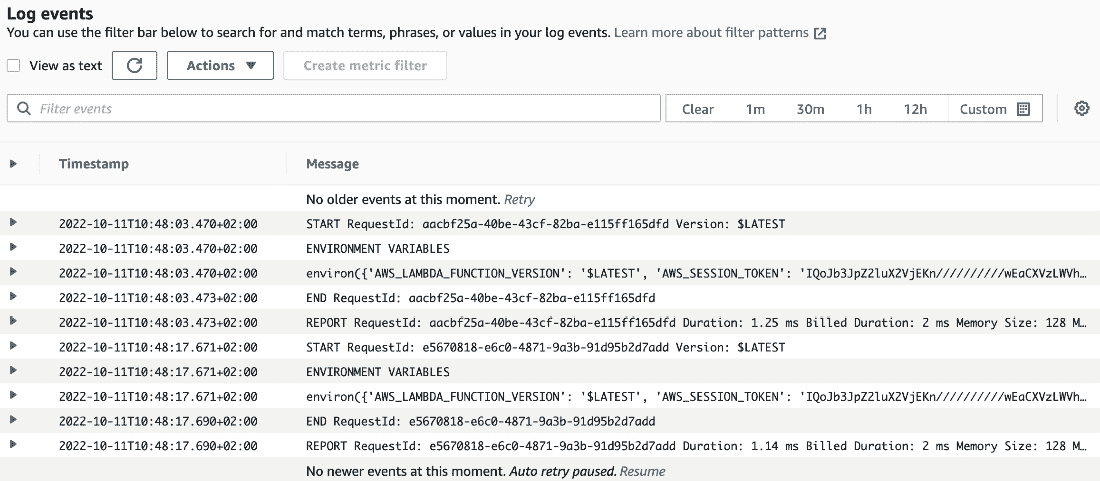 Log events
You can use the filter bar below to search for and match terms, phrases, or values in your log events. Learn more about filter patterns
View as text Actions Create metric filter
Filter events Clear 1m 30m 1h 12h Custom
Timestamp Message
No older events at this moment. Retry
2022-10-11T10:48:03.470+02:00 START RequestId: aacbf25a-40be-43cf-82ba-e115ff165dfd Version: $LATEST
2022-10-11T10:48:03.470+02:00 ENVIRONMENT VARIABLES
2022-10-11T10:48:03.470+02:00 environ({'AWS_LAMBDA_FUNCTION_VERSION': '$LATEST', 'AWS_SESSION_TOKEN': 'IQoJb3JpZ2luX2VjEKn//////////wEaCXVzLWVh…
2022-10-11T10:48:03.473+02:00 END RequestId: aacbf25a-40be-43cf-82ba-e115ff165dfd
2022-10-11T10:48:03.473+02:00 REPORT RequestId: aacbf25a-40be-43cf-82ba-e115ff165dfd Duration: 1.25 ms Billed Duration: 2 ms Memory Size: 128 M…
2022-10-11T10:48:17.671+02:00 START RequestId: e5670818-e6c0-4871-9a3b-91d95b2d7add Version: $LATEST
2022-10-11T10:48:17.671+02:00 ENVIRONMENT VARIABLES
2022-10-11T10:48:17.671+02:00 environ({'AWS_LAMBDA_FUNCTION_VERSION': '$LATEST', 'AWS_SESSION_TOKEN': 'IQoJb3JpZ2luX2VjEKn//////////wEaCXVzLWVh…
2022-10-11T10:48:17.690+02:00 END RequestId: e5670818-e6c0-4871-9a3b-91d95b2d7add
2022-10-11T10:48:17.690+02:00 REPORT RequestId: e5670818-e6c0-4871-9a3b-91d95b2d7add Duration: 1.14 ms Billed Duration: 2 ms Memory Size: 128 M…
No newer events at this moment. Auto retry paused. Resume